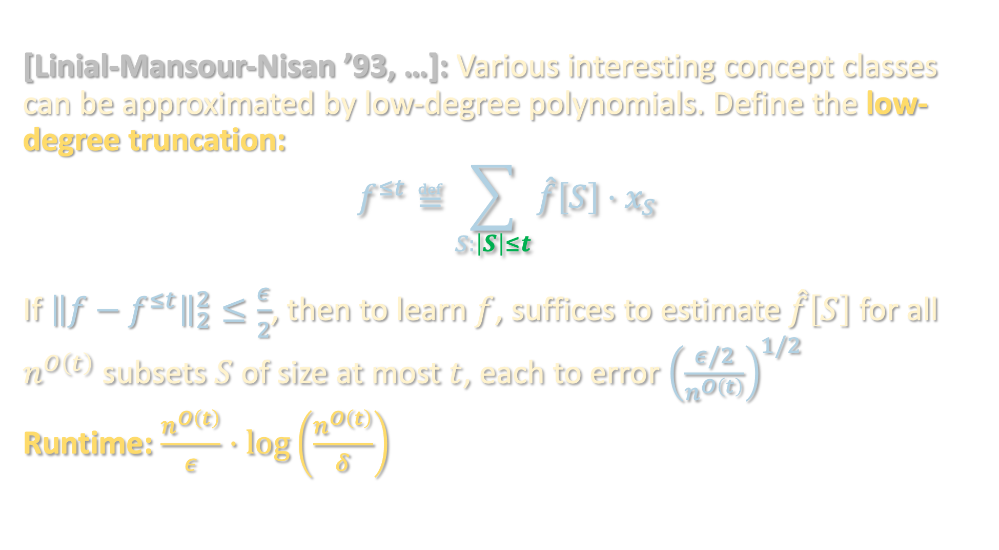 [Linial-Mansour-Nisan ’93, …]: Various interesting concept classes
can be approximated by low-degree polynomials. Define the low-
degree truncation:
$f^{\leq t} \stackrel{\text{def}}{=} \sum_{S:|S|\leq t} \hat{f}[S] \cdot x_S$
If $\|f - f^{\leq t}\|_2^2 \leq \frac{\epsilon}{2}$, then to learn $f$, suffices to estimate $\hat{f}[S]$ for all
$n^{O(t)}$ subsets $S$ of size at most $t$, each to error $\left(\frac{\epsilon/2}{n^{O(t)}}\right)^{1/2}$
Runtime: $\frac{n^{O(t)}}{\epsilon} \cdot \log\left(\frac{n^{O(t)}}{\delta}\right)$